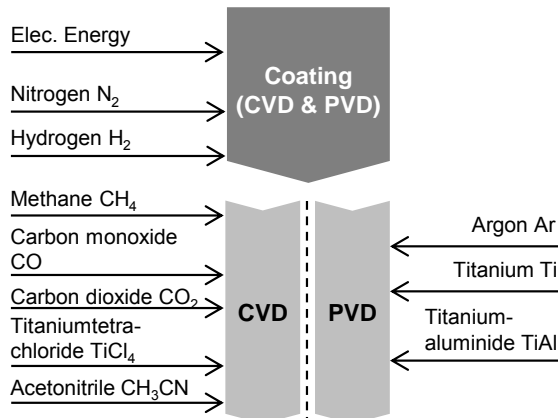 Elec. Energy
Coating
(CVD & PVD)
Nitrogen N₂
Hydrogen H₂
Methane CH₄
Carbon monoxide
CO
Carbon dioxide CO₂
Titaniumtetra-
chloride TiCl₄
Acetonitrile CH₃CN
CVD
PVD
Argon Ar
Titanium Ti
Titanium-
aluminide TiAl